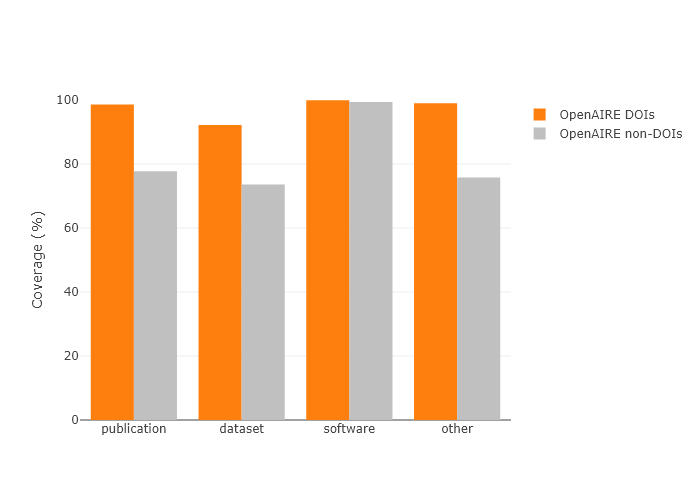 100
80
60
40
20
0
Coverage (%)
publication
dataset
software
other
OpenAIRE DOIs
OpenAIRE non-DOIs